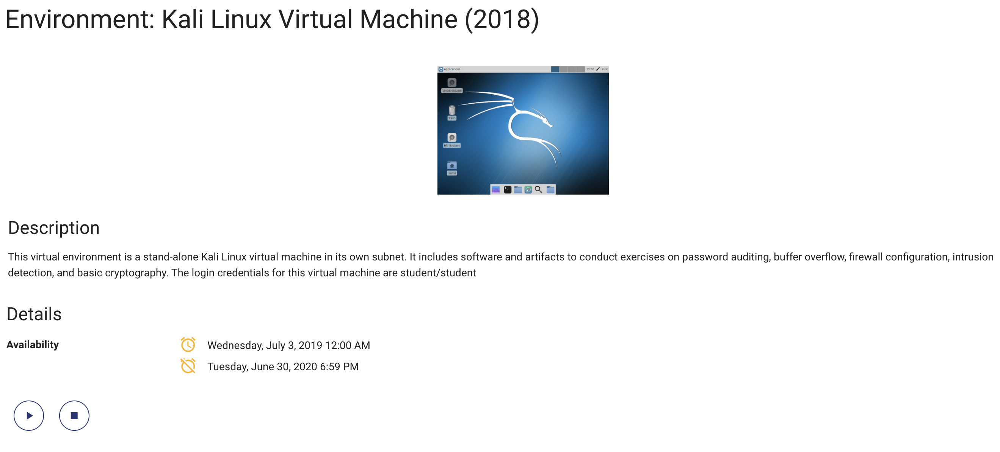 Environment: Kali Linux Virtual Machine (2018)
Applications
13:36
root
19 GB Volume
Trash
File System
Home
Description
This virtual environment is a stand-alone Kali Linux virtual machine in its own subnet. It includes software and artifacts to conduct exercises on password auditing, buffer overflow, firewall configuration, intrusion
detection, and basic cryptography. The login credentials for this virtual machine are student/student
Details
Availability
Wednesday, July 3, 2019 12:00 AM
Tuesday, June 30, 2020 6:59 PM